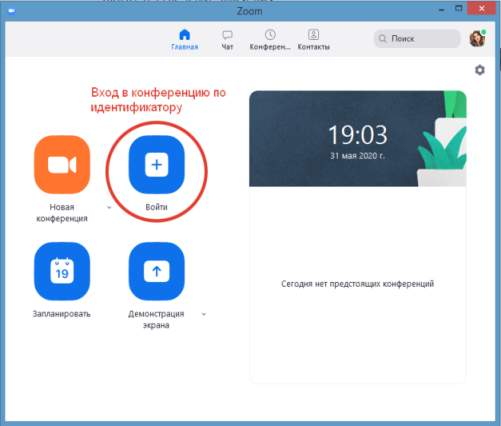 Zoom
Главная
Чат
Конферен...
Контакты
Поиск
Вход в конференцию по
идентификатору
19:03
31 мая 2020 г.
Новая
конференция
Войти
19
Запланировать
Демонстрация
экрана
Сегодня нет предстоящих конференций